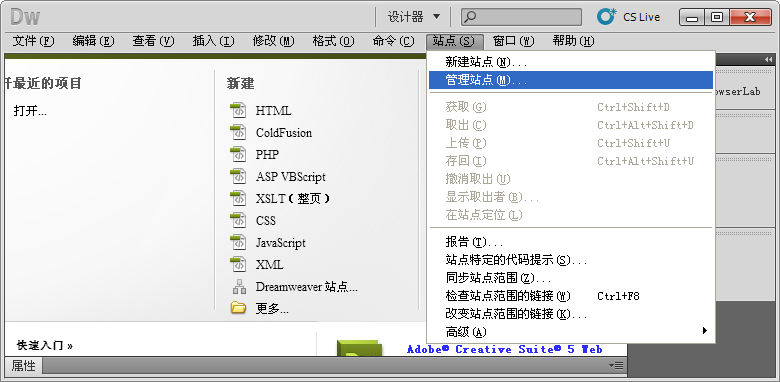 Dw
设计器
CS Live
文件(F) 编辑(E) 查看(V) 插入(I) 修改(M) 格式(O) 命令(C) 站点(S) 窗口(W) 帮助(H)
新建站点(N)...
管理站点(M)...
获取(G) Ctrl+Shift+D
取出(C) Ctrl+Alt+Shift+D
上传(P) Ctrl+Shift+U
存回(I) Ctrl+Alt+Shift+U
撤消取出(U)
显示取出者(B)...
在站点定位(L)
报告(T)...
站点特定的代码提示(S)...
同步站点范围(Z)...
检查站点范围的链接(W) Ctrl+F8
改变站点范围的链接(K)...
高级(A)
开最近的项目
打开...
新建
HTML
ColdFusion
PHP
ASP VBScript
XSLT(整页)
CSS
JavaScript
XML
Dreamweaver 站点...
更多...
owserLab
快速入门 »
Adobe® Creative Suite® 5 Web
属性